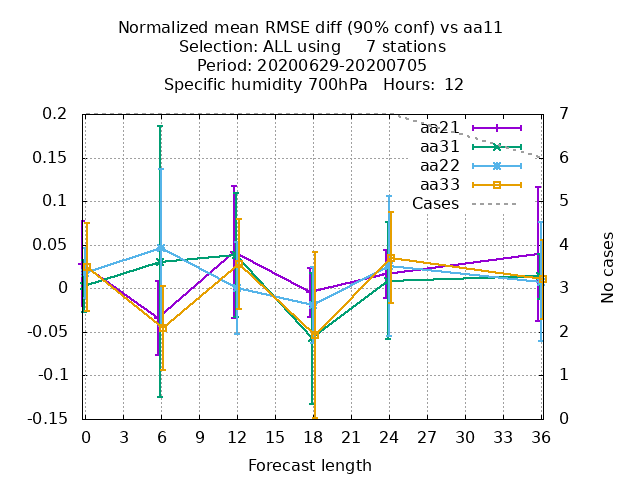 Normalized mean RMSE diff (90% conf) vs aa11
Selection: ALL using     7 stations
Period: 20200629-20200705
Specific humidity 700hPa   Hours:  12
0.2
0.15
0.1
0.05
0
-0.05
-0.1
-0.15
7
6
5
4
3
2
1
0
aa21
aa31
aa22
aa33
Cases
No cases
0 3 6 9 12 15 18 21 24 27 30 33 36
Forecast length